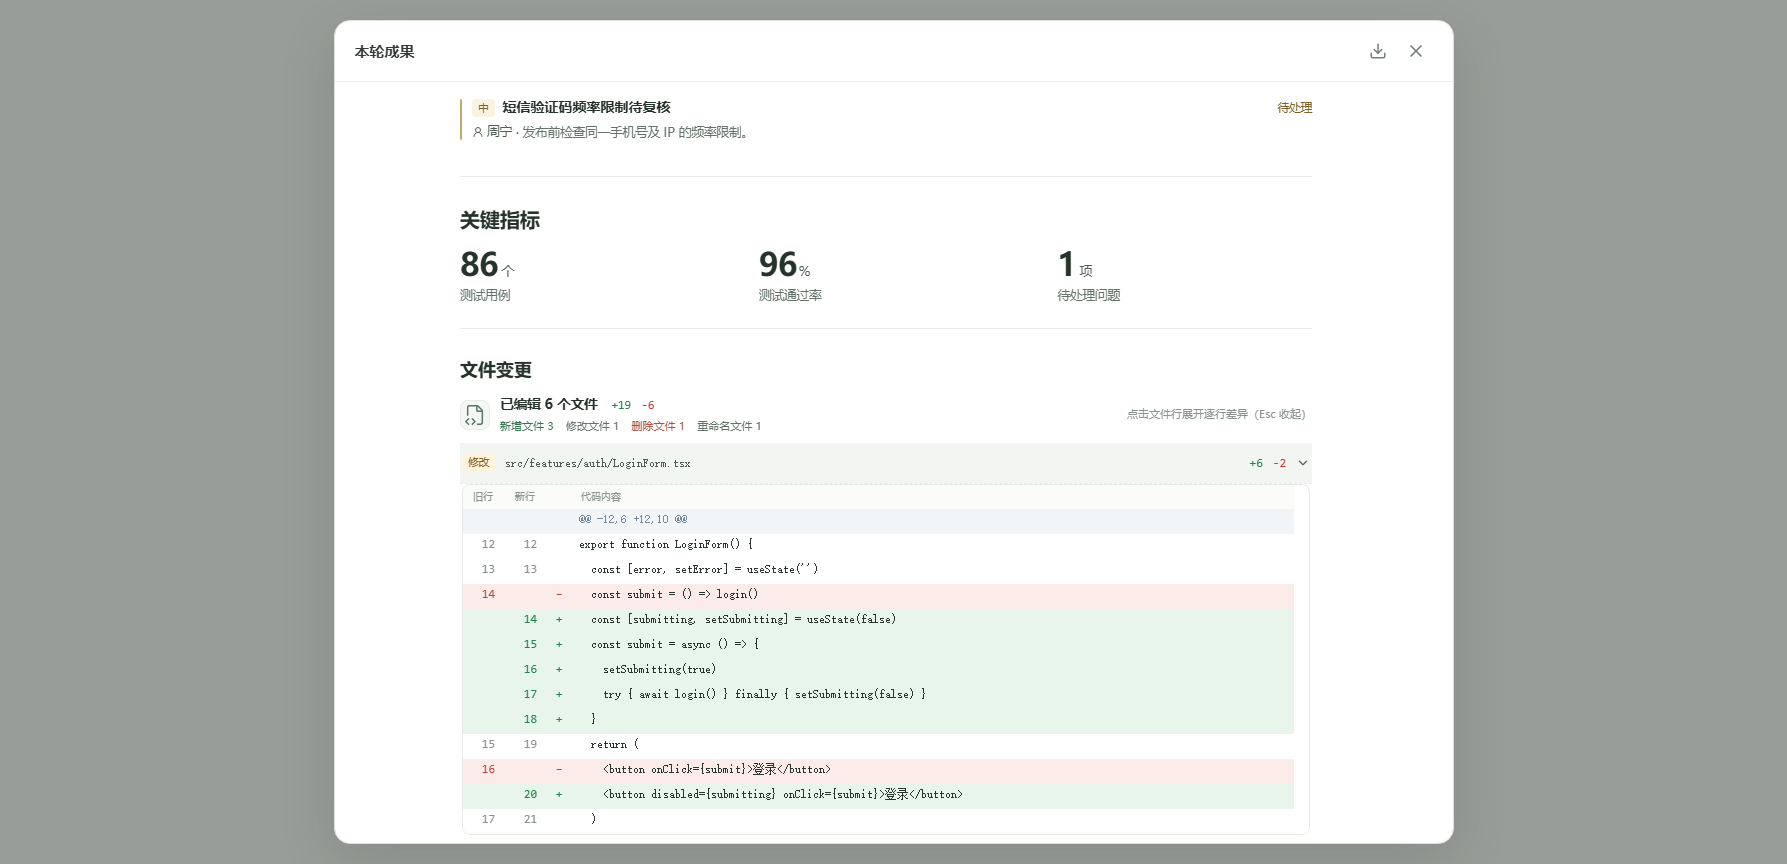 本轮成果
中 短信验证码频率限制待复核 待处理
周宁 · 发布前检查同一手机号及 IP 的频率限制。
关键指标
86 个 96 % 1 项
测试用例 测试通过率 待处理问题
文件变更
已编辑 6 个文件 +19 -6
新增文件 3 修改文件 1 删除文件 1 重命名文件 1 点击文件行展开逐行差异（Esc 收起）
修改 src/features/auth/LoginForm.tsx +6 -2
旧行 新行 代码内容
@@ -12,6 +12,10 @@
12 12 export function LoginForm() {
13 13 const [error, setError] = useState('')
14 - const submit = () => login()
14 + const [submitting, setSubmitting] = useState(false)
15 + const submit = async () => {
16 + setSubmitting(true)
17 + try { await login() } finally { setSubmitting(false) }
18 + }
15 19 return (
16 - <button onClick={submit}>登录</button>
20 + <button disabled={submitting} onClick={submit}>登录</button>
17 21 )